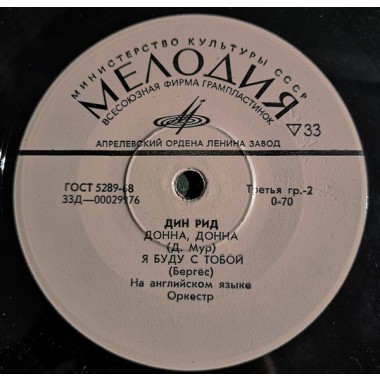 МИНИСТЕРСТВО КУЛЬТУРЫ СССР
МЕЛОДИЯ
ВСЕСОЮЗНАЯ ФИРМА ГРАМПЛАСТИНОК
▽33
АПРЕЛЕВСКИЙ ОРДЕНА ЛЕНИНА ЗАВОД
ГОСТ 5289-68
33Д—00029976
Третья гр.-2
0-70
ДИН РИД
ДОННА, ДОННА
(Д. Мур)
Я БУДУ С ТОБОЙ
(Бергес)
На английском языке
Оркестр